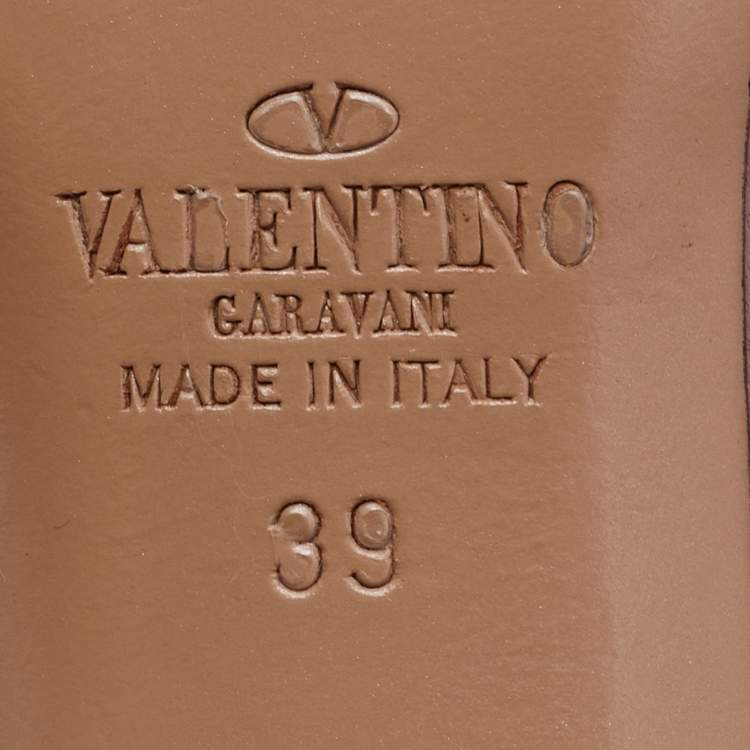 VALENTINO
GARAVANI
MADE IN ITALY
39